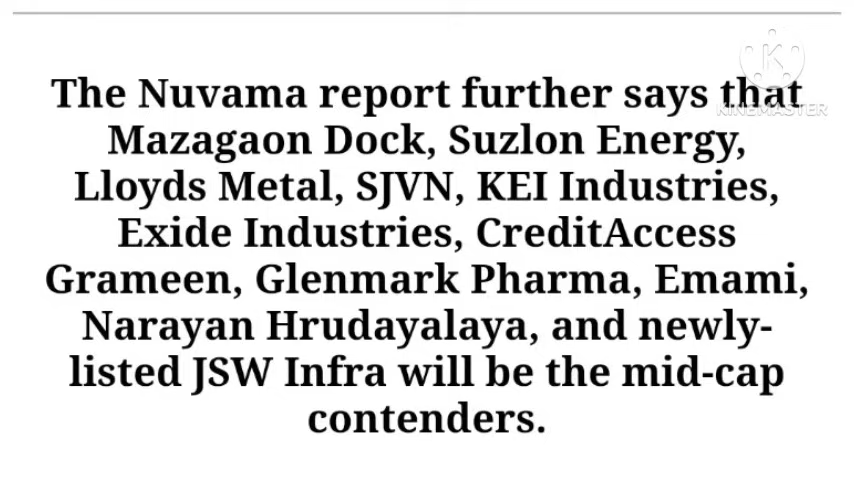 The Nuvama report further says that
KINEMASTER
Mazagaon Dock, Suzlon Energy,
Lloyds Metal, SJVN, KEI Industries,
Exide Industries, CreditAccess
Grameen, Glenmark Pharma, Emami,
Narayan Hrudayalaya, and newly-
listed JSW Infra will be the mid-cap
contenders.